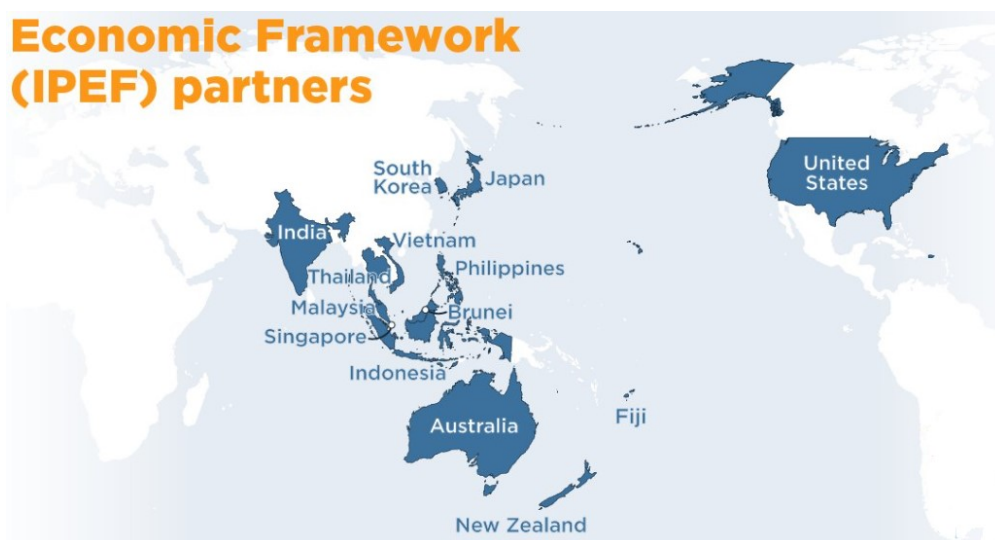 Economic Framework
(IPEF) partners
South
Korea
Japan
United
States
India
Vietnam
Thailand
Philippines
Malaysia
Brunei
Singapore
Indonesia
Australia
Fiji
New Zealand